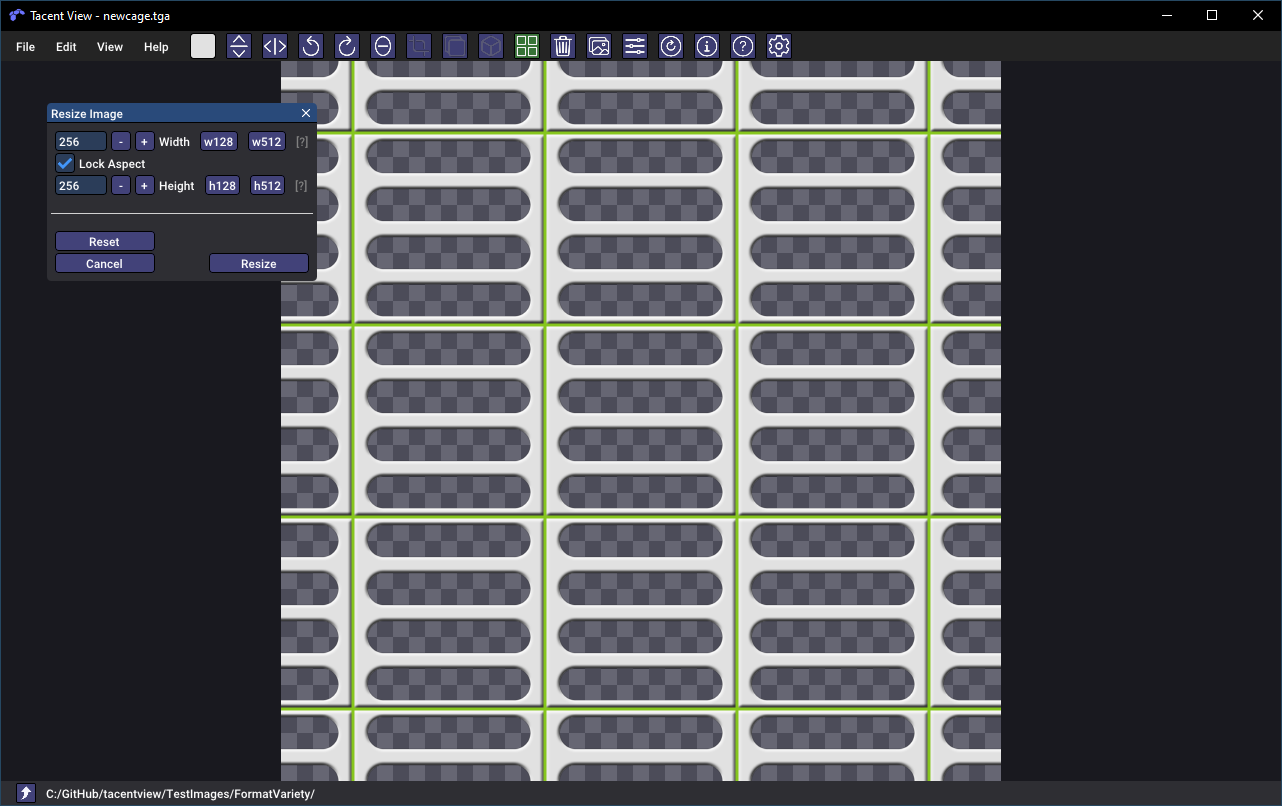 Tacent View - newcage.tga
File Edit View Help
Resize Image
256 - + Width w128 w512 [?]
Lock Aspect
256 - + Height h128 h512 [?]
Reset
Cancel Resize
C:/GitHub/tacentview/TestImages/FormatVariety/